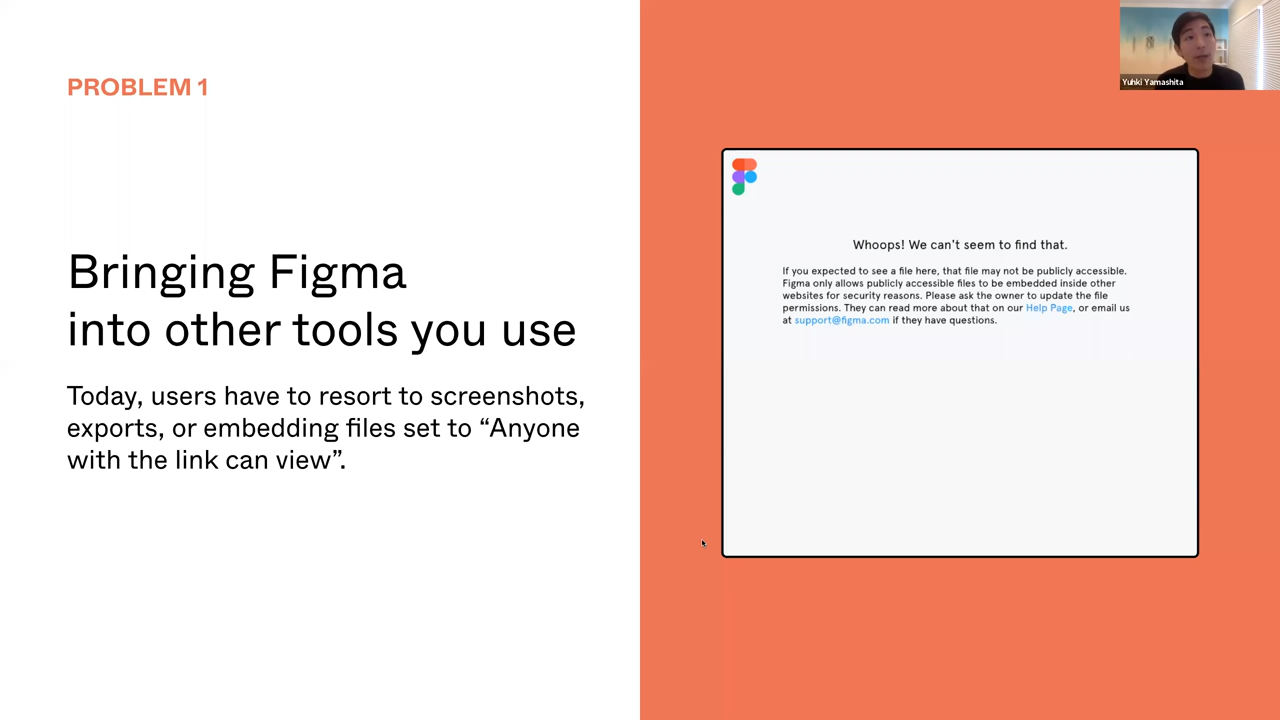 PROBLEM 1
Bringing Figma
into other tools you use
Today, users have to resort to screenshots,
exports, or embedding files set to “Anyone
with the link can view”.
Yuhki Yamashita
Whoops! We can't seem to find that.
If you expected to see a file here, that file may not be publicly accessible.
Figma only allows publicly accessible files to be embedded inside other
websites for security reasons. Please ask the owner to update the file
permissions. They can read more about that on our Help Page, or email us
at support@figma.com if they have questions.